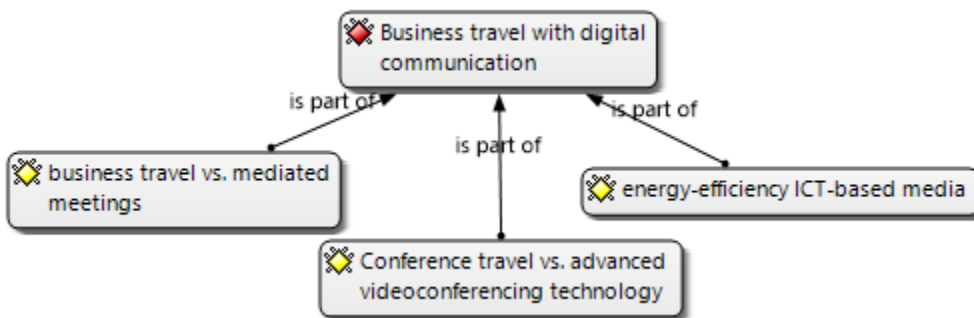 Business travel with digital
communication
is part of
is part of
is part of
business travel vs. mediated
meetings
energy-efficiency ICT-based media
Conference travel vs. advanced
videoconferencing technology